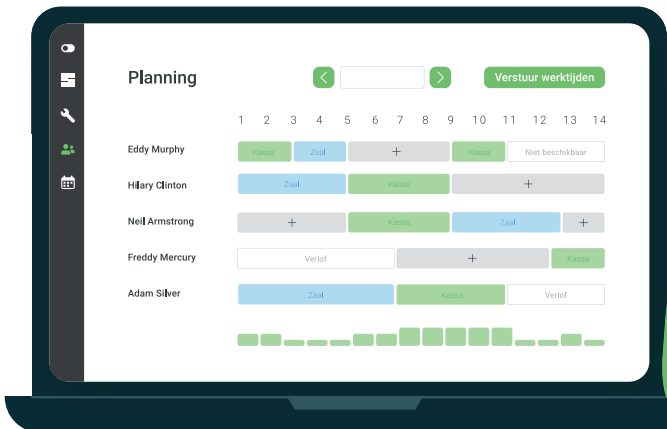 Planning
Verstuur werktijden
1 2 3 4 5 6 7 8 9 10 11 12 13 14
Eddy Murphy Kassa Zaal + Kassa Niet beschikbaar
Hilary Clinton Zaal Kassa +
Neil Armstrong + Kassa Zaal +
Freddy Mercury Verlof + Kassa
Adam Silver Zaal Kassa Verlof